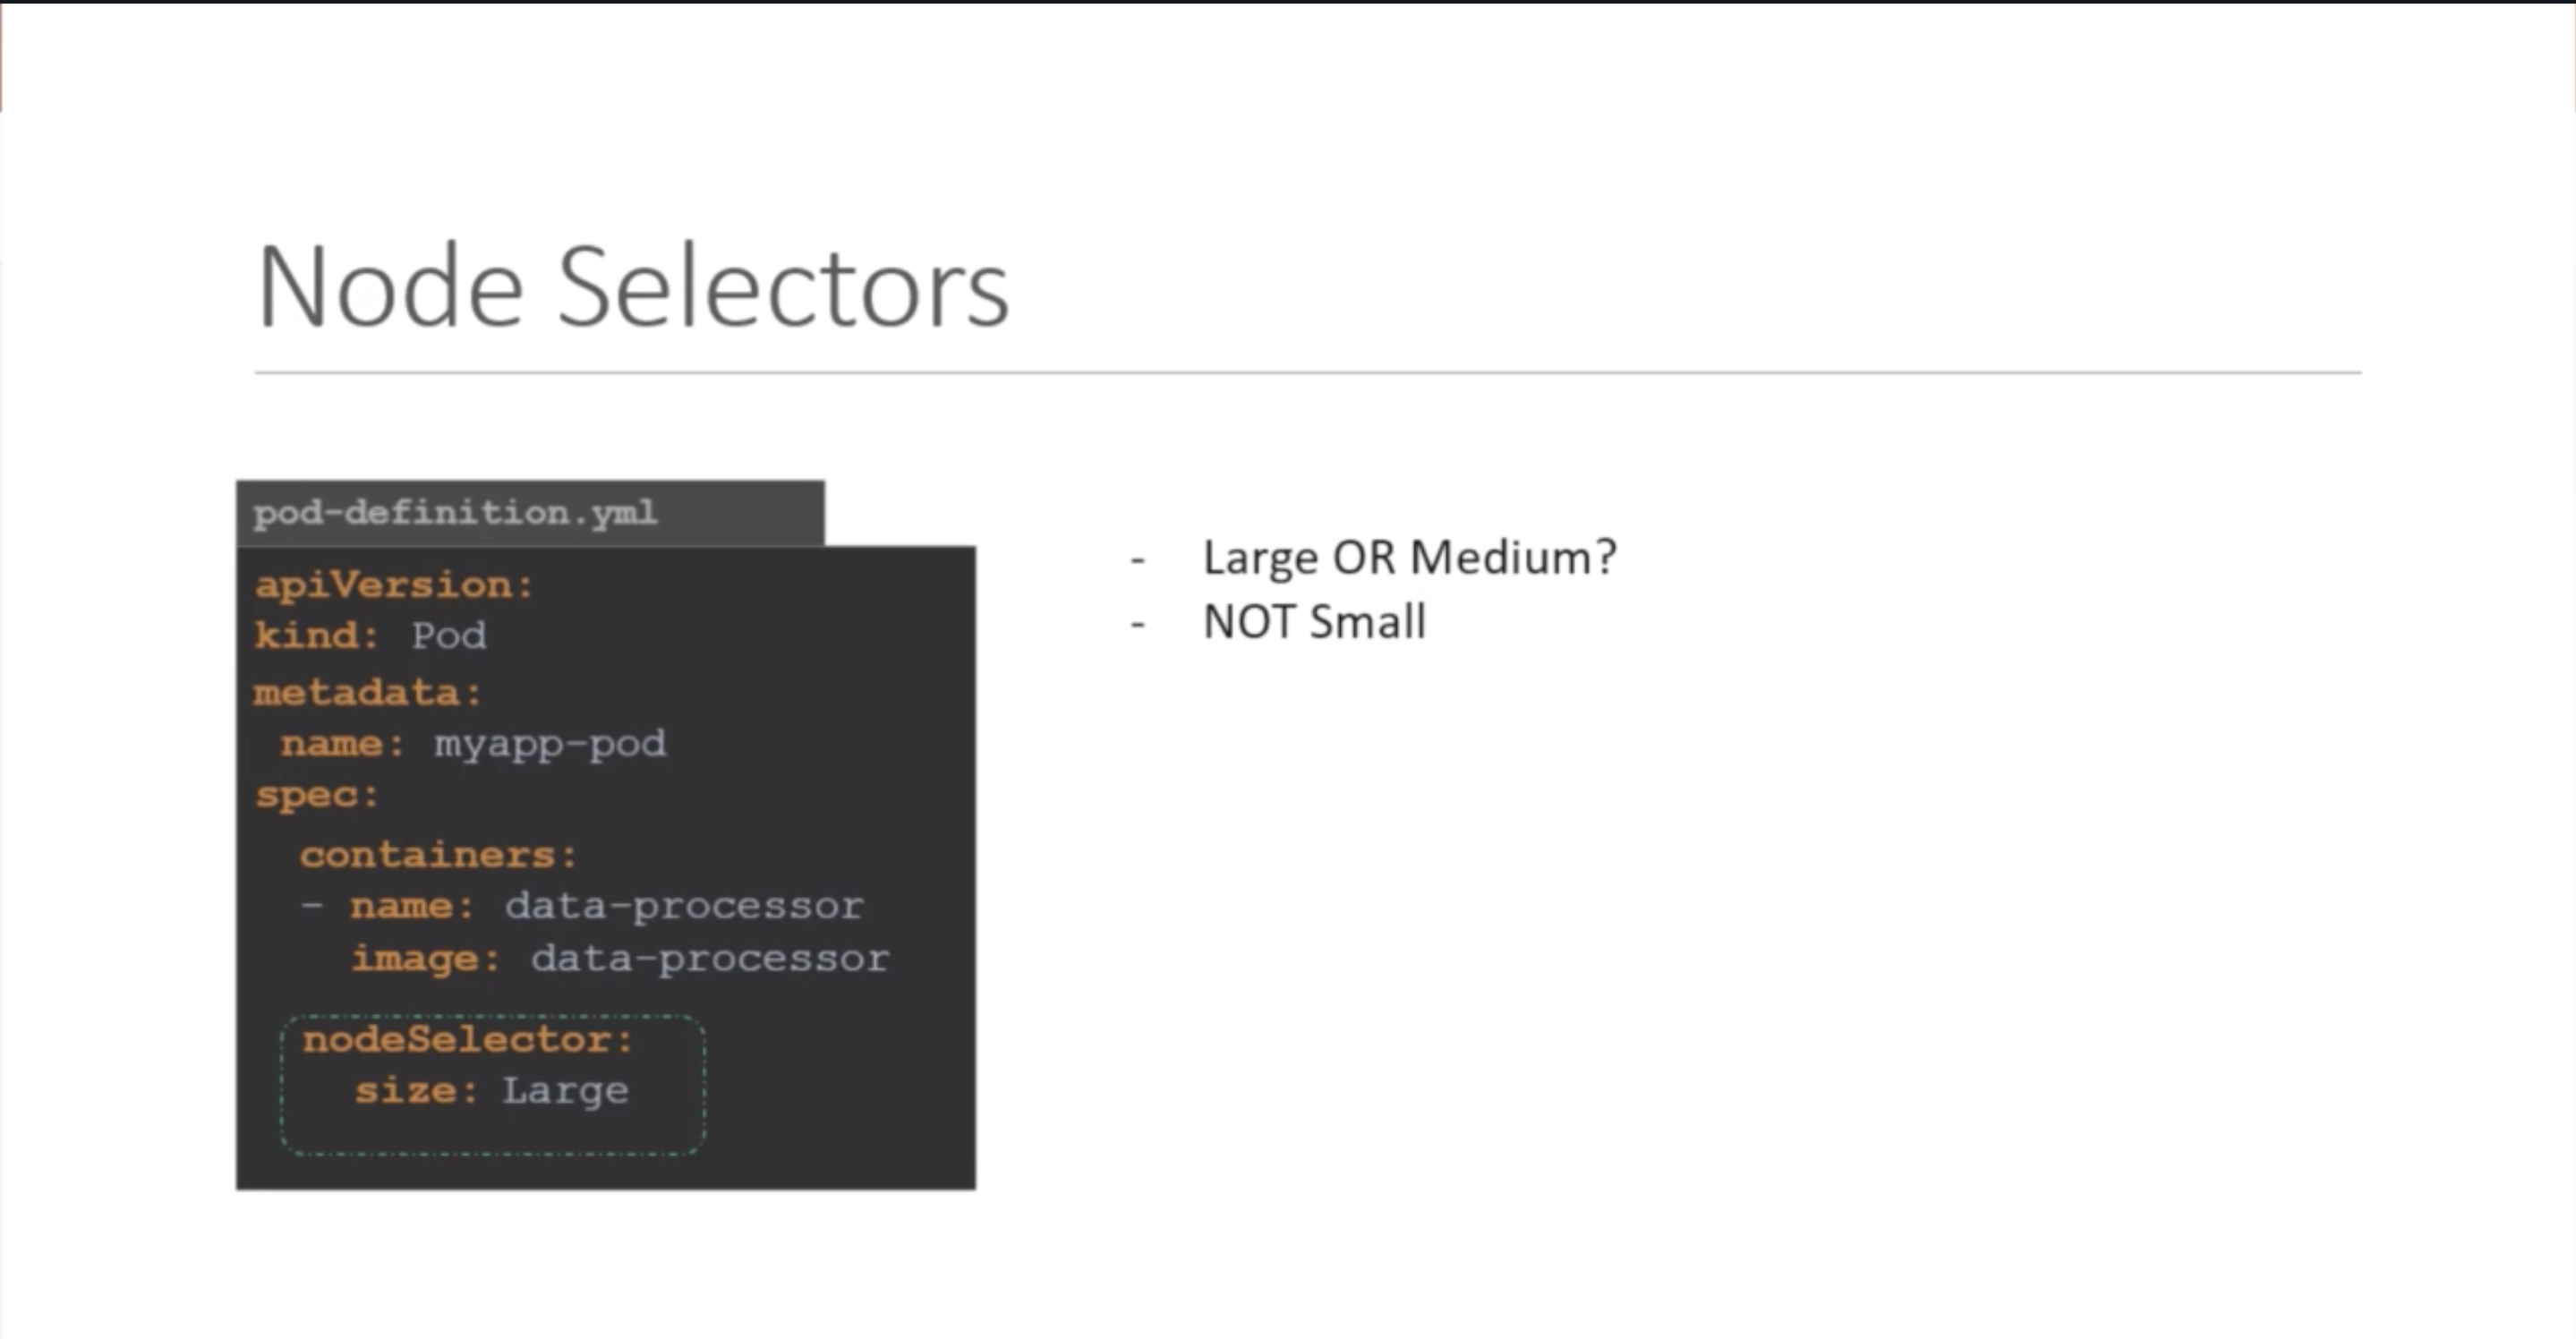 Node Selectors
pod-definition.yml
apiVersion:
kind: Pod
metadata:
name: myapp-pod
spec:
containers:
- name: data-processor
image: data-processor
nodeSelector:
size: Large
- Large OR Medium?
- NOT Small